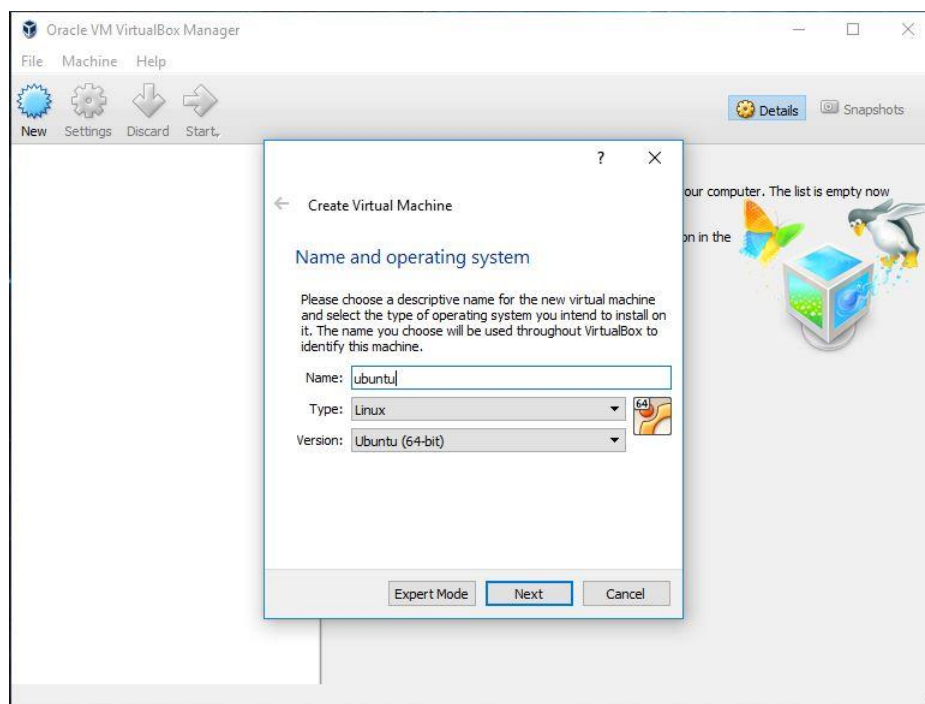 Oracle VM VirtualBox Manager
File Machine Help
New Settings Discard Start
Details Snapshots
our computer. The list is empty now
on in the
?
Create Virtual Machine
Name and operating system
Please choose a descriptive name for the new virtual machine
and select the type of operating system you intend to install on
it. The name you choose will be used throughout VirtualBox to
identify this machine.
Name: ubuntu
Type: Linux
64
Version: Ubuntu (64-bit)
Expert Mode Next Cancel